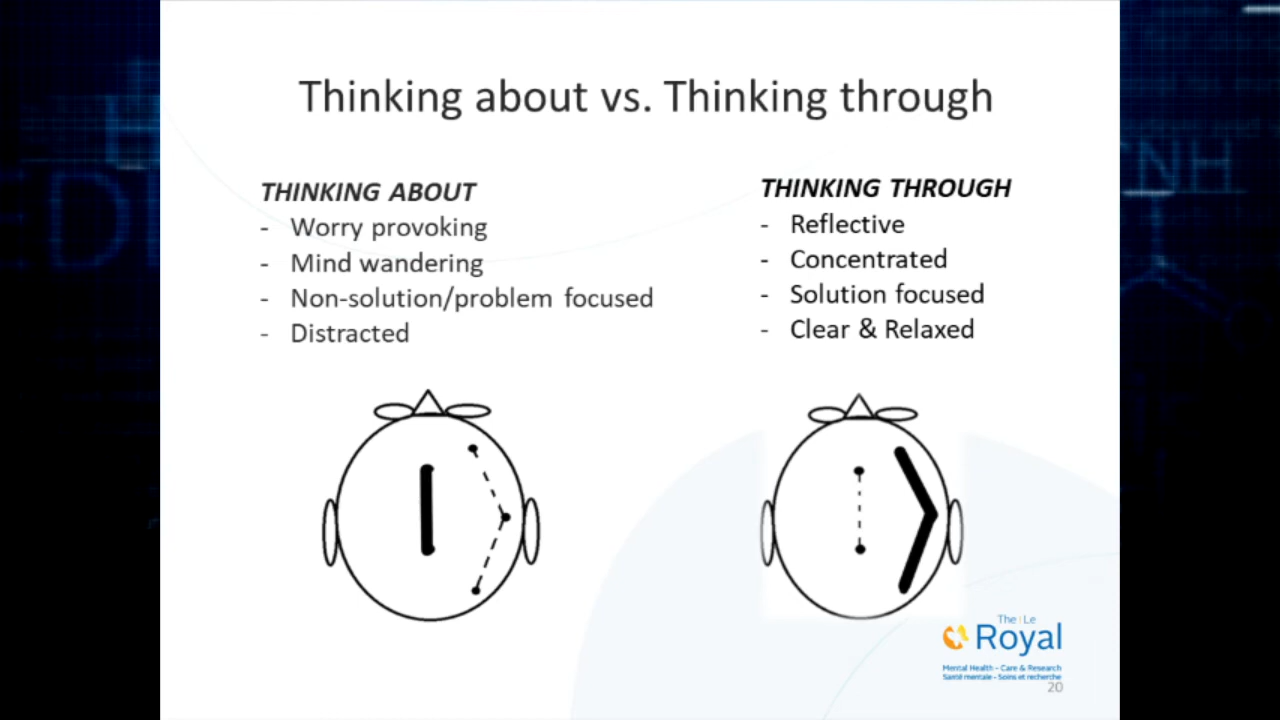 Thinking about vs. Thinking through
THINKING ABOUT
- Worry provoking
- Mind wandering
- Non-solution/problem focused
- Distracted
THINKING THROUGH
- Reflective
- Concentrated
- Solution focused
- Clear & Relaxed
The | Le
Royal
Mental Health - Care & Research
Santé mentale - Soins et recherche
20